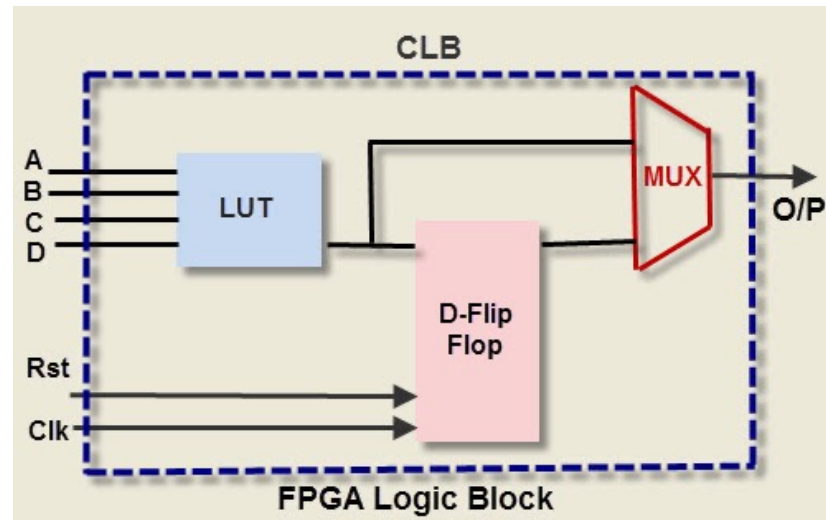 CLB
A
B
C
D
LUT
MUX
O/P
D-Flip
Flop
Rst
Clk
FPGA Logic Block